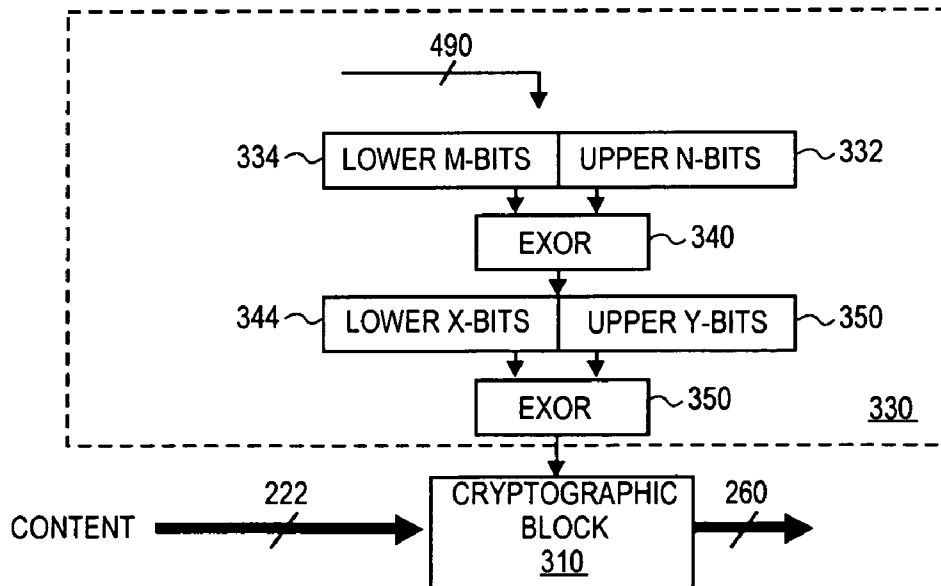 490
334 LOWER M-BITS UPPER N-BITS 332
EXOR 340
344 LOWER X-BITS UPPER Y-BITS 350
EXOR 350
330
CONTENT 222 CRYPTOGRAPHIC 260
BLOCK
310